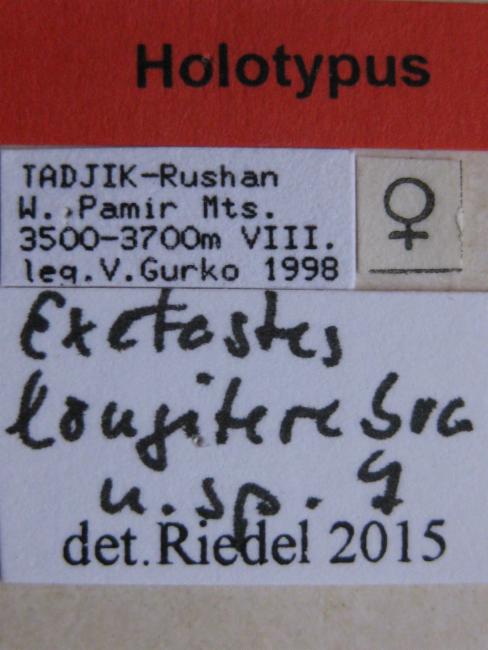 Holotypus
TADJIK-Rushan
W. Pamir Mts.
3500-3700m VIII.
leg.V.Gurko 1998
♀
Exetastes
longiterebra
n.sp. ♀
det.Riedel 2015